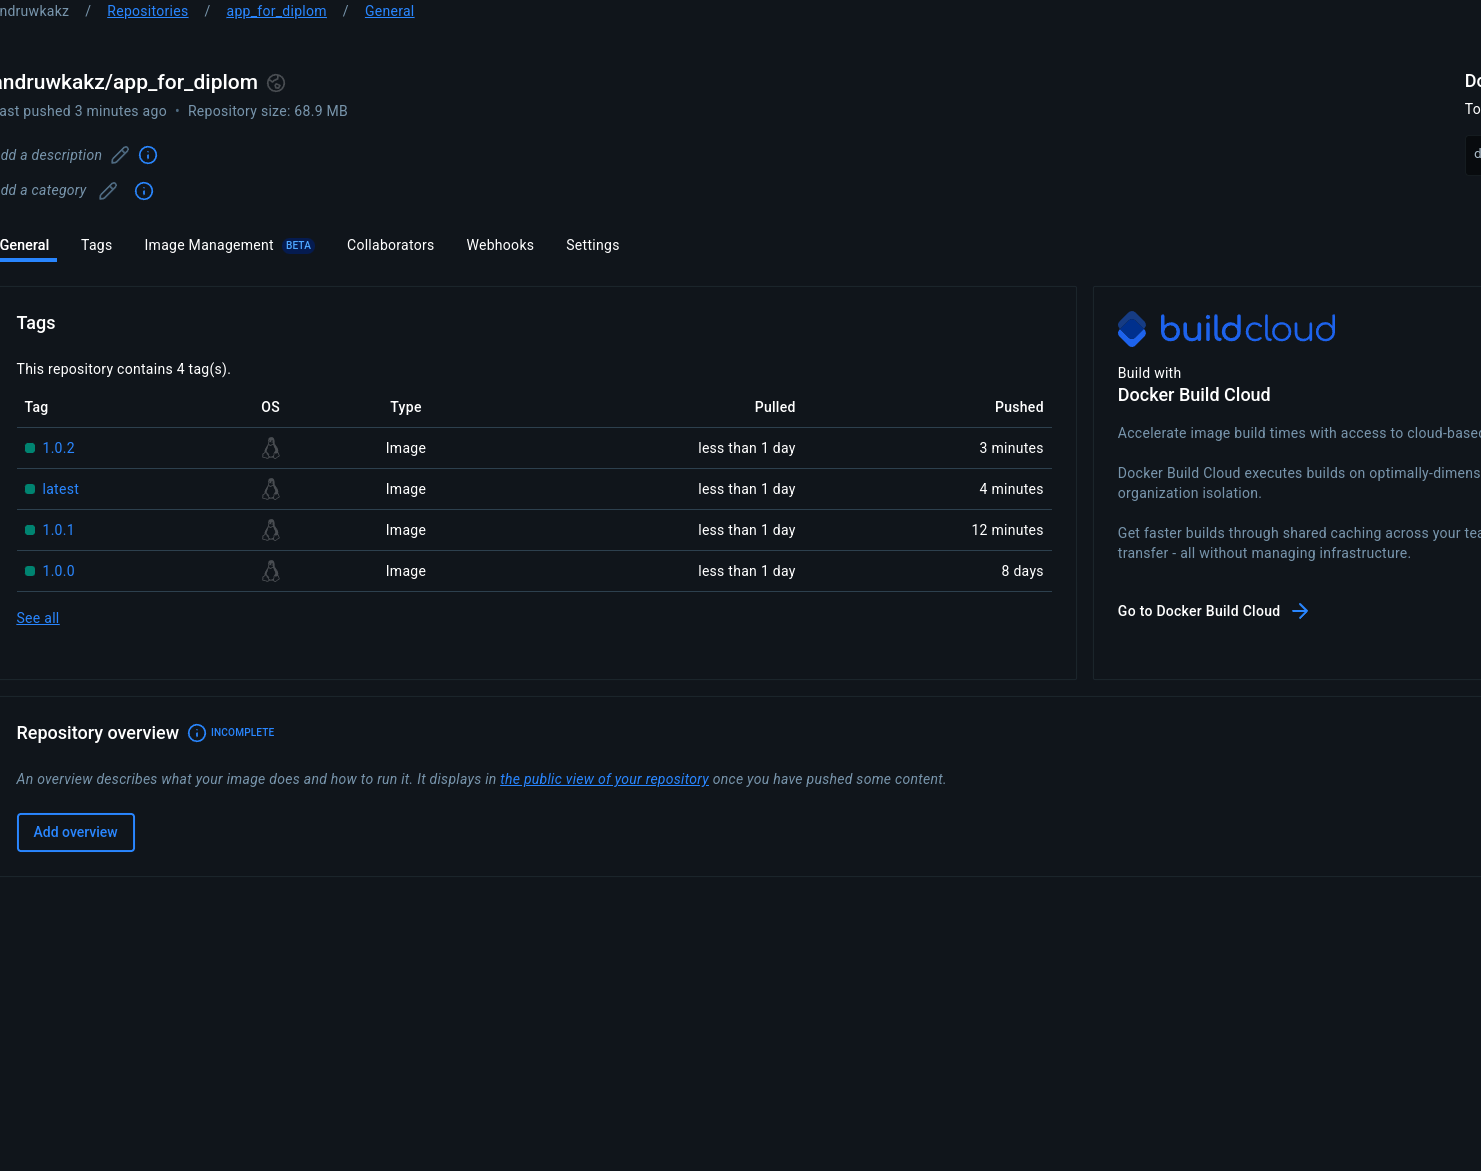 ndruwkakz / Repositories / app_for_diplom / General
andruwkakz/app_for_diplom
ast pushed 3 minutes ago • Repository size: 68.9 MB
dd a description
dd a category
Do
To
d
General Tags Image Management BETA Collaborators Webhooks Settings
Tags
This repository contains 4 tag(s).
Tag OS Type Pulled Pushed
1.0.2 Image less than 1 day 3 minutes
latest Image less than 1 day 4 minutes
1.0.1 Image less than 1 day 12 minutes
1.0.0 Image less than 1 day 8 days
See all
buildcloud
Build with
Docker Build Cloud
Accelerate image build times with access to cloud-based
Docker Build Cloud executes builds on optimally-dimens
organization isolation.
Get faster builds through shared caching across your tea
transfer - all without managing infrastructure.
Go to Docker Build Cloud
Repository overview INCOMPLETE
An overview describes what your image does and how to run it. It displays in the public view of your repository once you have pushed some content.
Add overview